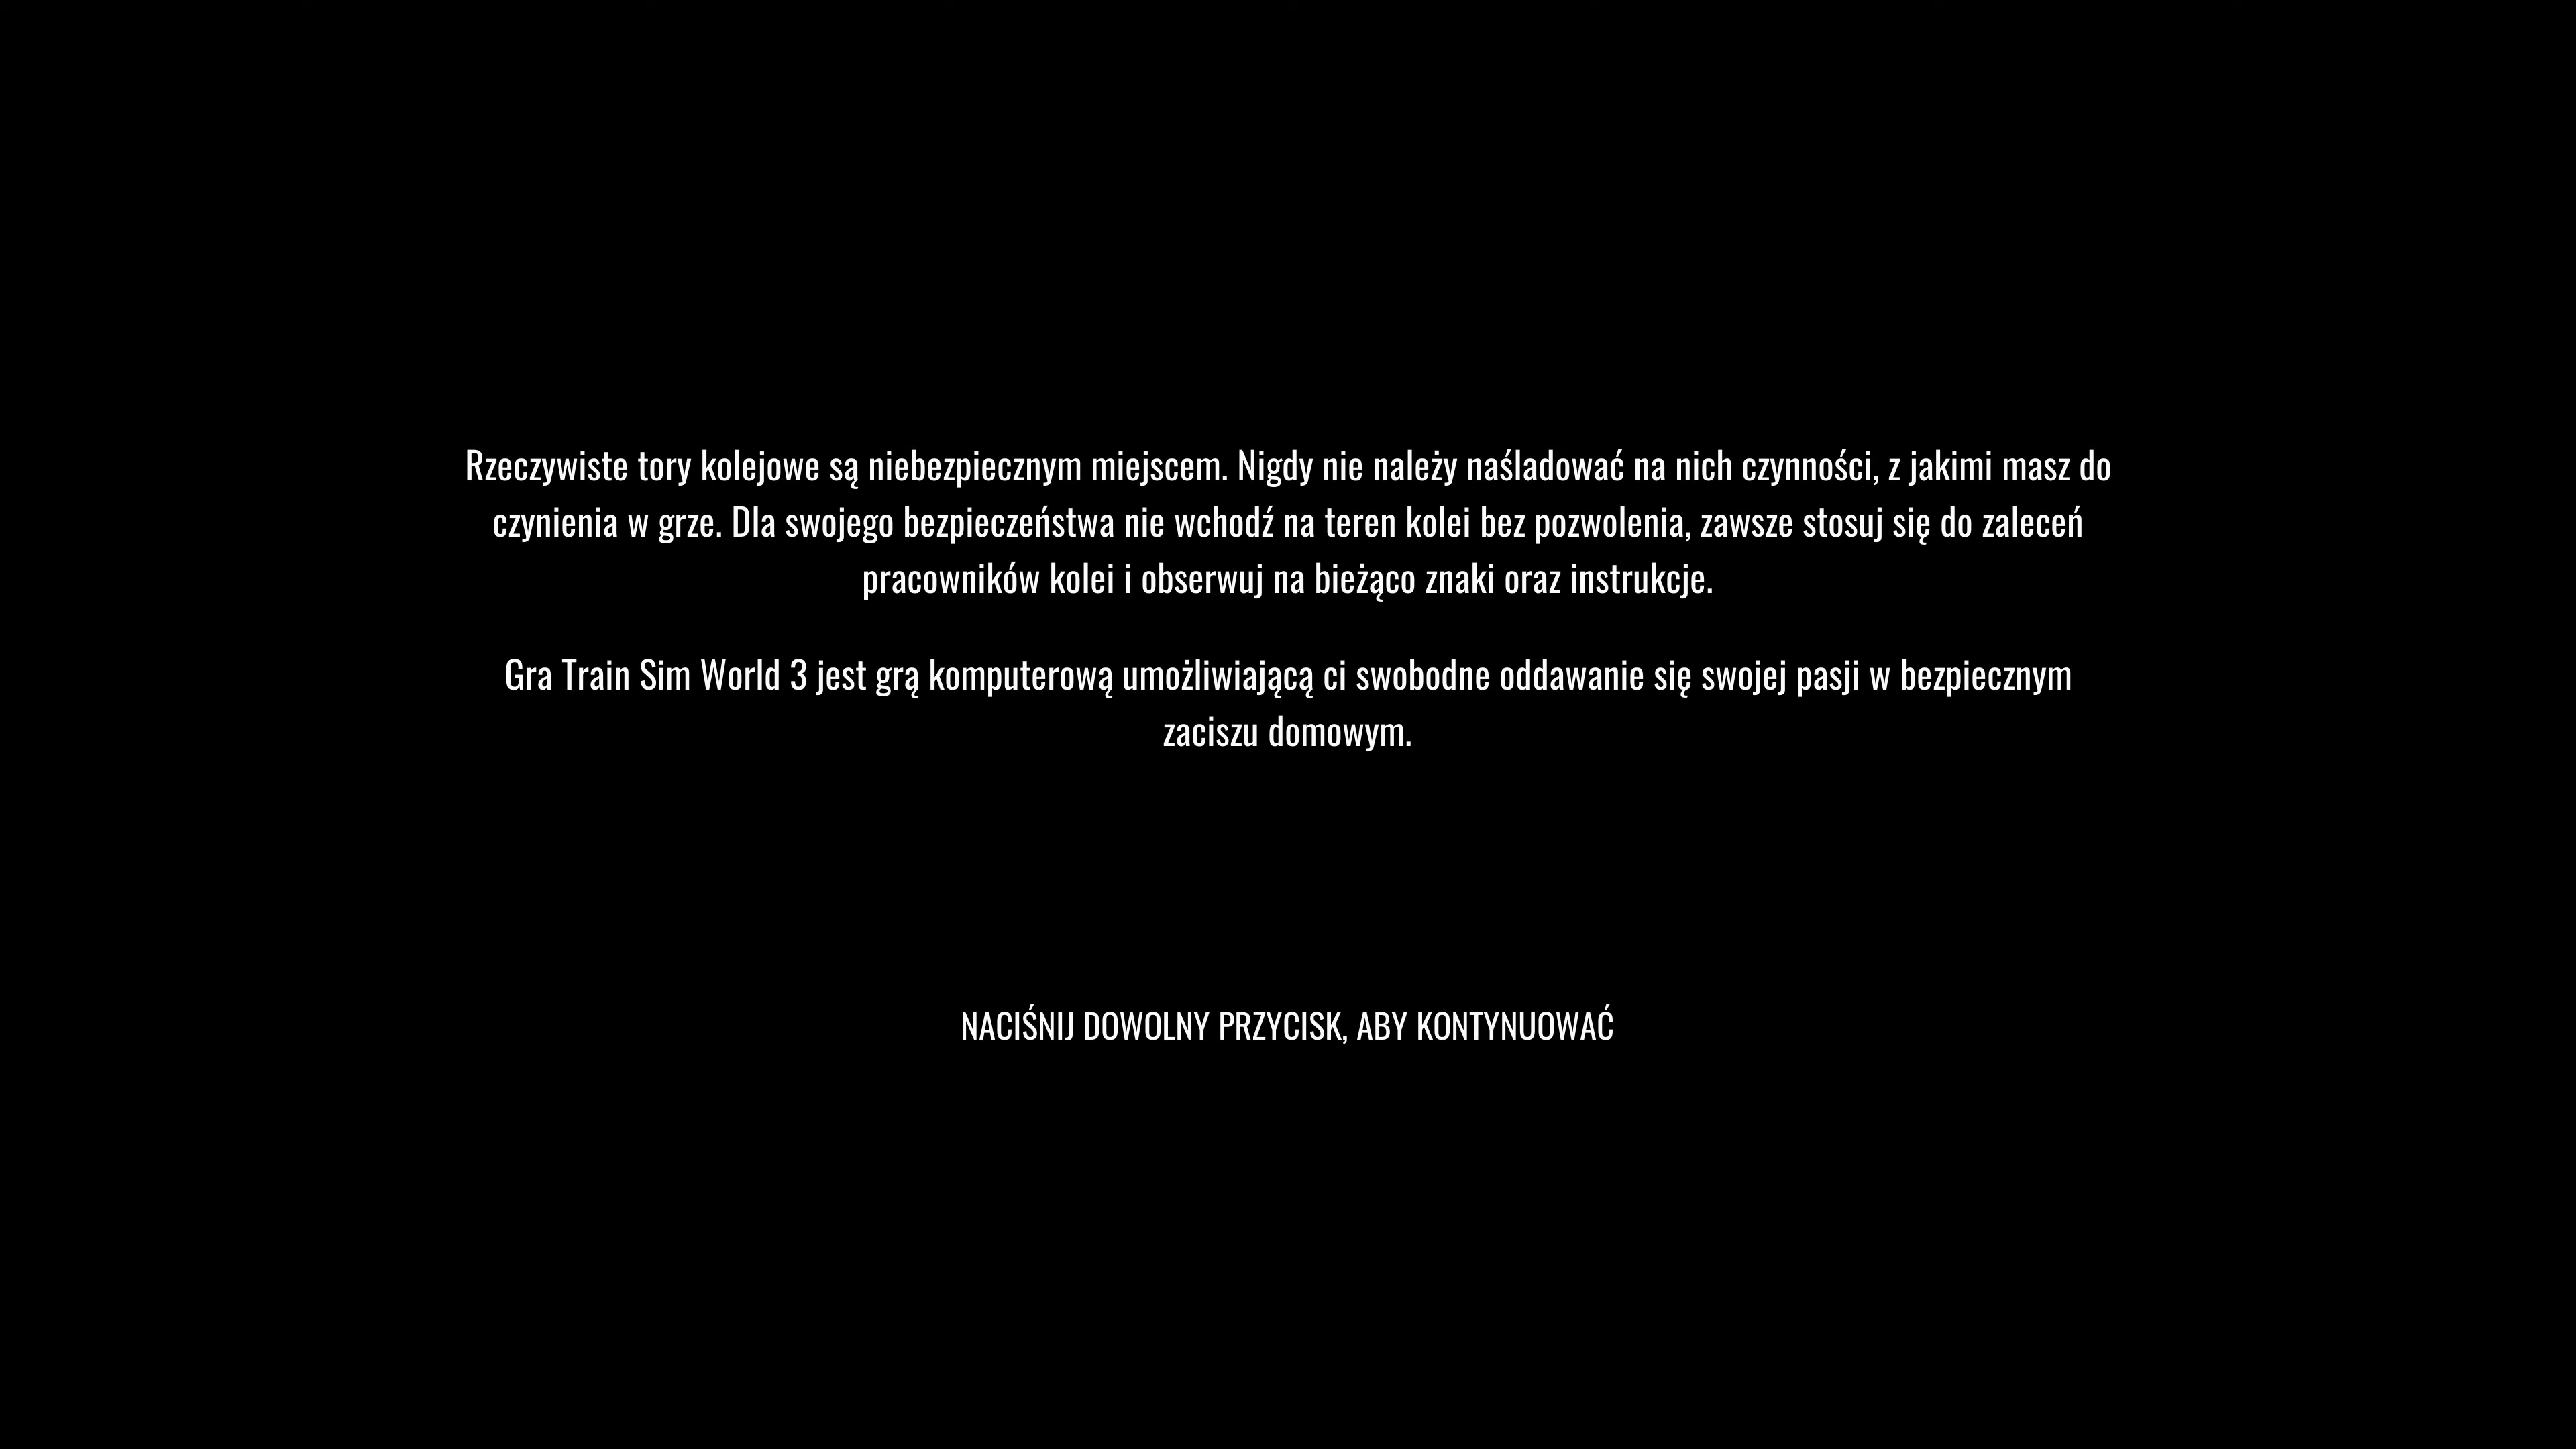 Rzeczywiste tory kolejowe są niebezpiecznym miejscem. Nigdy nie należy naśladować na nich czynności, z jakimi masz do
czynienia w grze. Dla swojego bezpieczeństwa nie wchodź na teren kolei bez pozwolenia, zawsze stosuj się do zaleceń
pracowników kolei i obserwuj na bieżąco znaki oraz instrukcje.
Gra Train Sim World 3 jest grą komputerową umożliwiającą ci swobodne oddawanie się swojej pasji w bezpiecznym
zaciszu domowym.
NACIŚNIJ DOWOLNY PRZYCISK, ABY KONTYNUOWAĆ